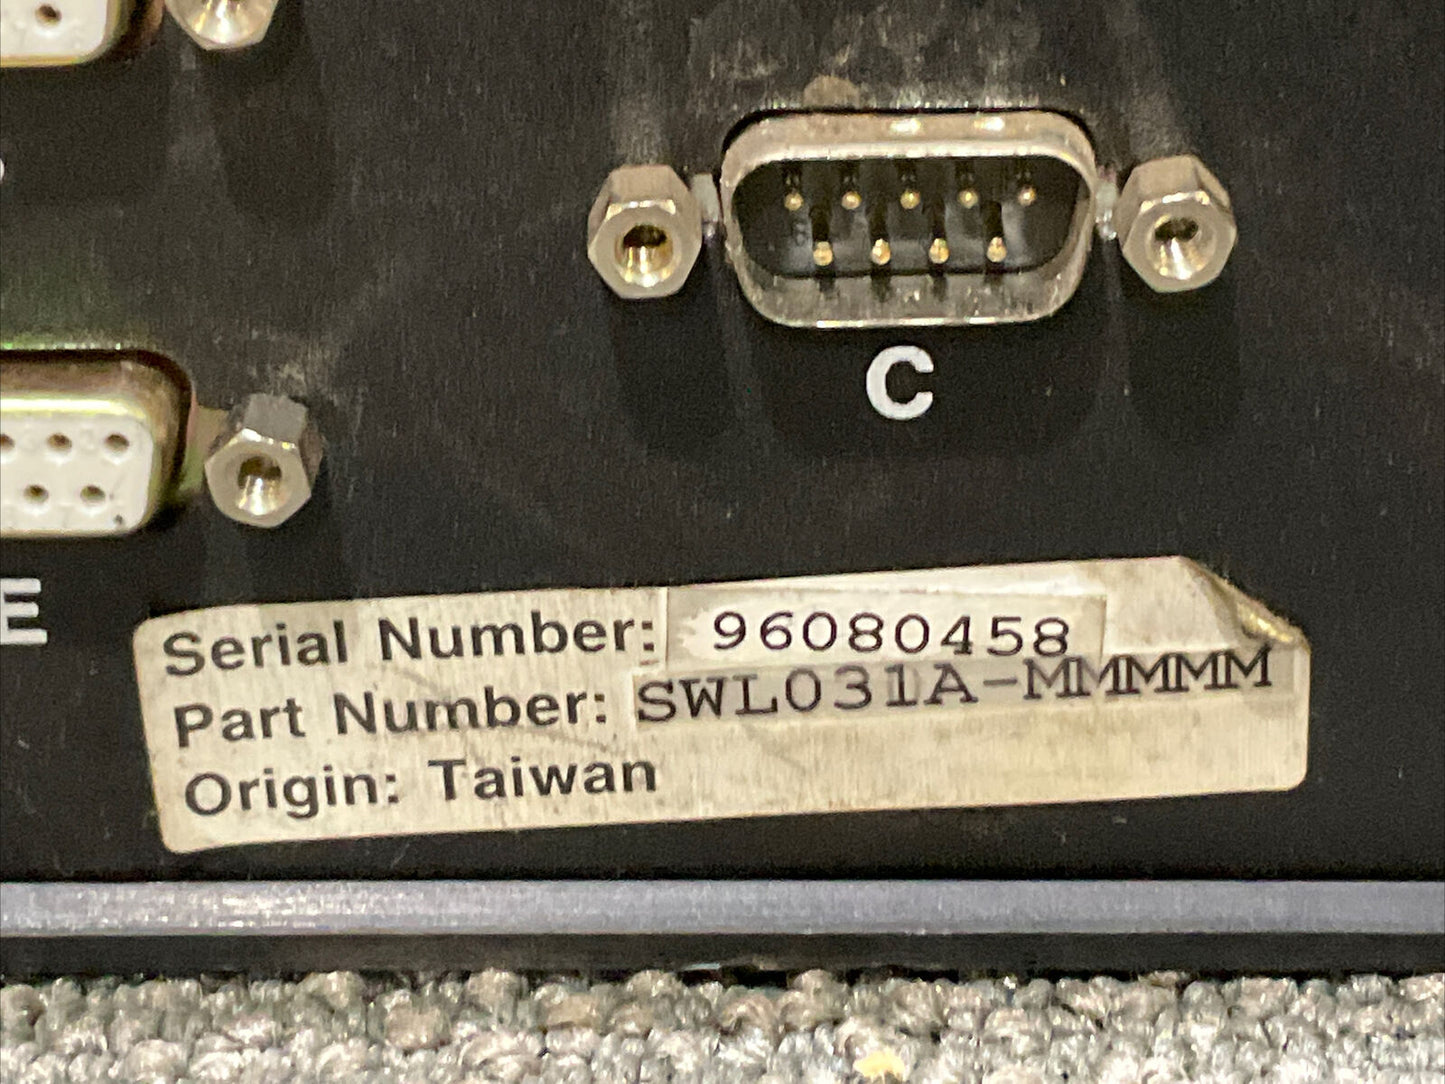 C
E
Serial Number: 96080458
Part Number: SWL031A-MMMMM
Origin: Taiwan